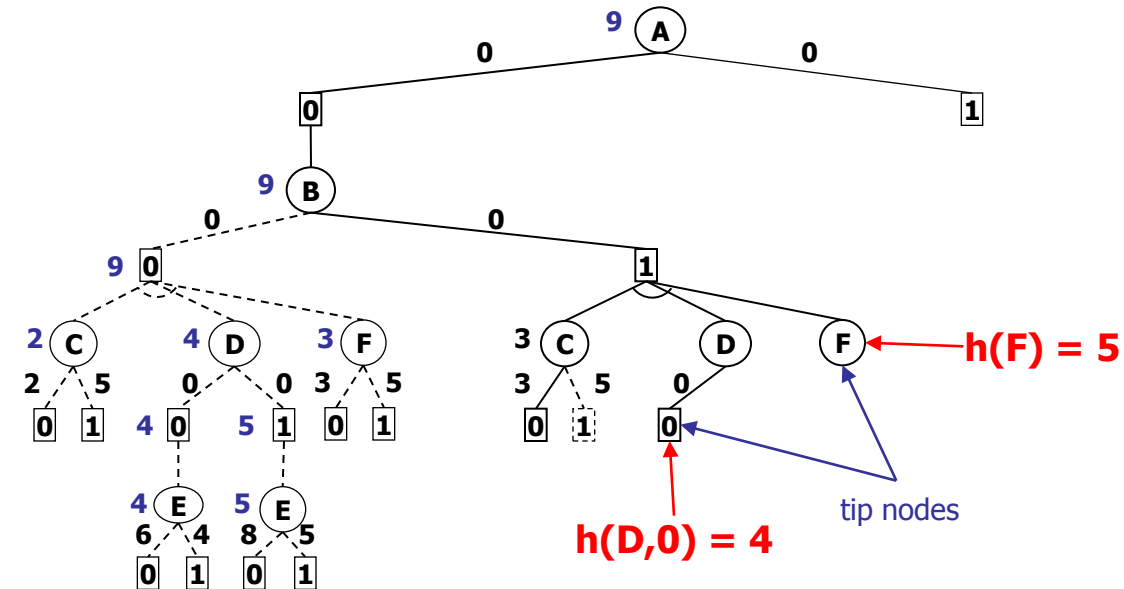 9 A
0 0
0 1
9 B
0 0
9 0 1
2 C 4 D 3 F 3 C D F h(F) = 5
2 5 0 0 3 5 3 5 0
0 1 4 0 5 1 0 1 0 1 0
4 E 5 E tip nodes
6 4 8 5 h(D,0) = 4
0 1 0 1